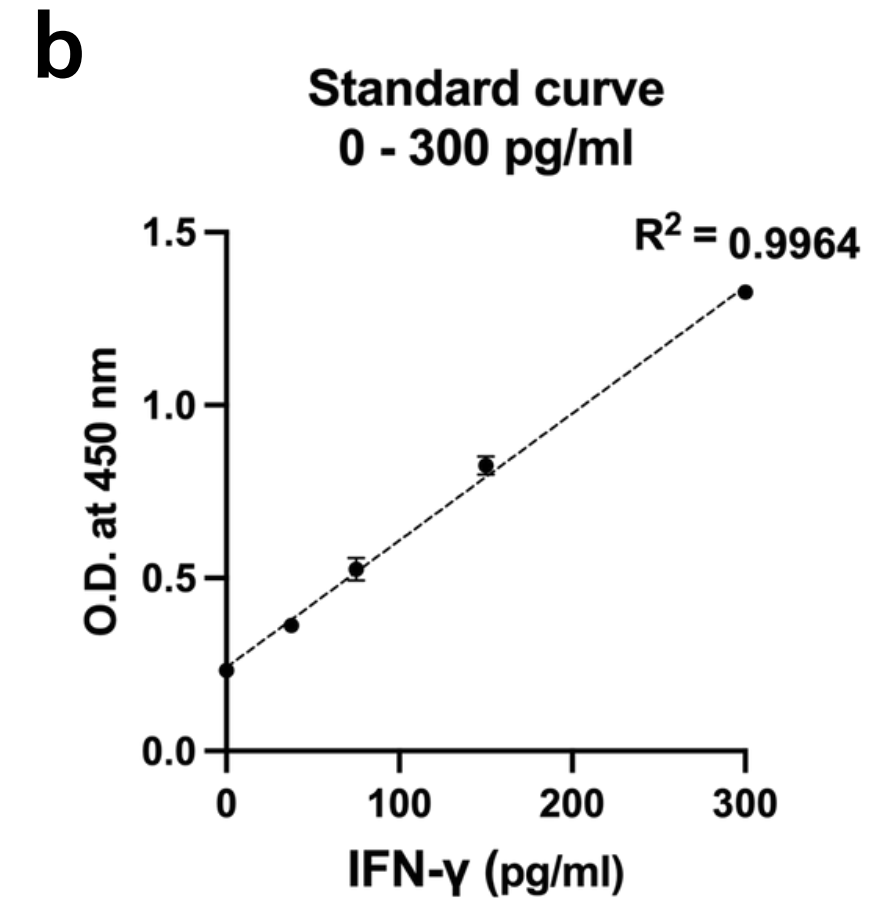 b
Standard curve
0 - 300 pg/ml
R² = 0.9964
1.5
1.0
0.5
0.0
O.D. at 450 nm
0 100 200 300
IFN-γ (pg/ml)